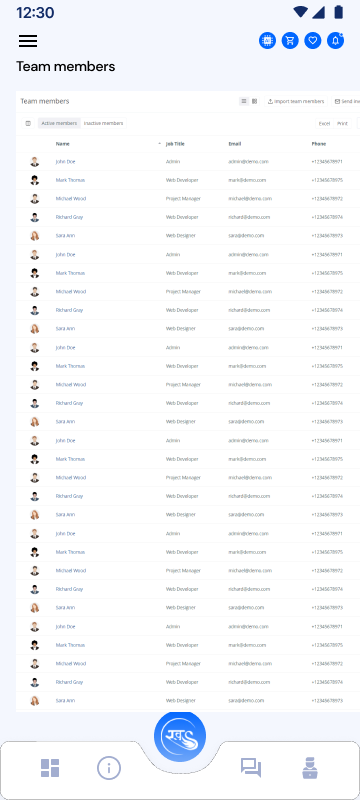 12:30
Team members
Team members Import team members
Active members Inactive members Excel Print
Name Job Title Email Phone
John Doe Admin admin@demo.com +12345678971
Mark Thomas Web Developer mark@demo.com +12345678975
Michael Wood Project Manager michael@demo.com +12345678972
Richard Gray Web Developer richard@demo.com +12345678974
Sara Ann Web Designer sara@demo.com +12345678973
John Doe Admin admin@demo.com +12345678971
Mark Thomas Web Developer mark@demo.com +12345678975
Michael Wood Project Manager michael@demo.com +12345678972
Richard Gray Web Developer richard@demo.com +12345678974
Sara Ann Web Designer sara@demo.com +12345678973
John Doe Admin admin@demo.com +12345678971
Mark Thomas Web Developer mark@demo.com +12345678975
Michael Wood Project Manager michael@demo.com +12345678972
Richard Gray Web Developer richard@demo.com +12345678974
Sara Ann Web Designer sara@demo.com +12345678973
John Doe Admin admin@demo.com +12345678971
Mark Thomas Web Developer mark@demo.com +12345678975
Michael Wood Project Manager michael@demo.com +12345678972
Richard Gray Web Developer richard@demo.com +12345678974
Sara Ann Web Designer sara@demo.com +12345678973
John Doe Admin admin@demo.com +12345678971
Mark Thomas Web Developer mark@demo.com +12345678975
Michael Wood Project Manager michael@demo.com +12345678972
Richard Gray Web Developer richard@demo.com +12345678974
Sara Ann Web Designer sara@demo.com +12345678973
John Doe Admin admin@demo.com +12345678971
Mark Thomas Web Developer mark@demo.com +12345678975
Michael Wood Project Manager michael@demo.com +12345678972
Richard Gray Web Developer richard@demo.com +12345678974
Sara Ann Web Designer sara@demo.com +12345678973